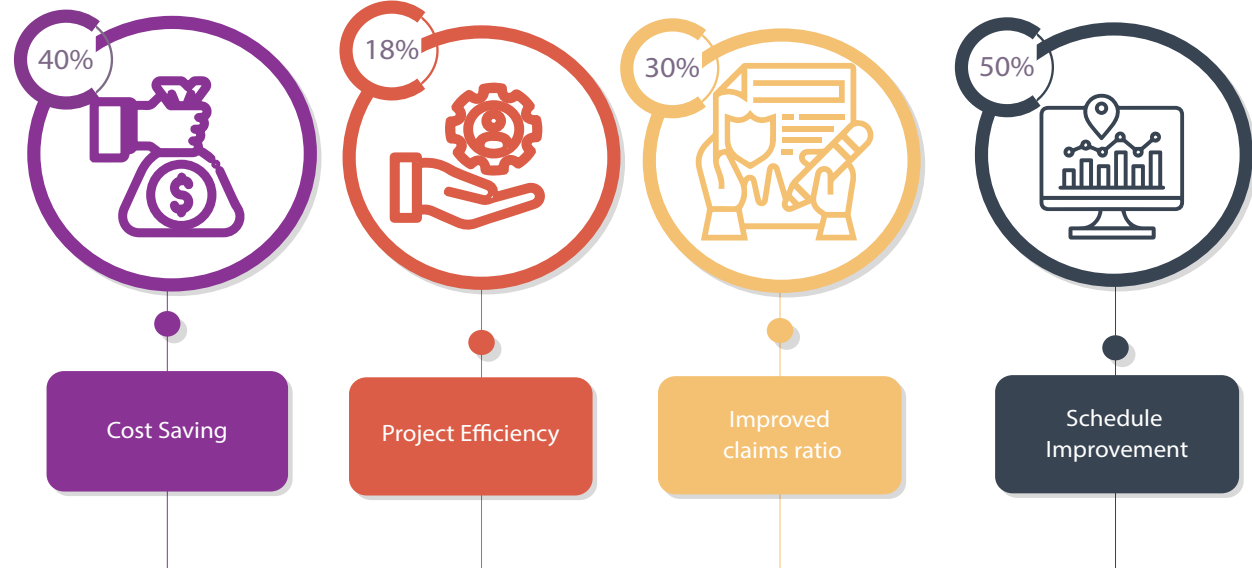 40%
18%
30%
50%
$
Cost Saving
Project Efficiency
Improved
claims ratio
Schedule
Improvement